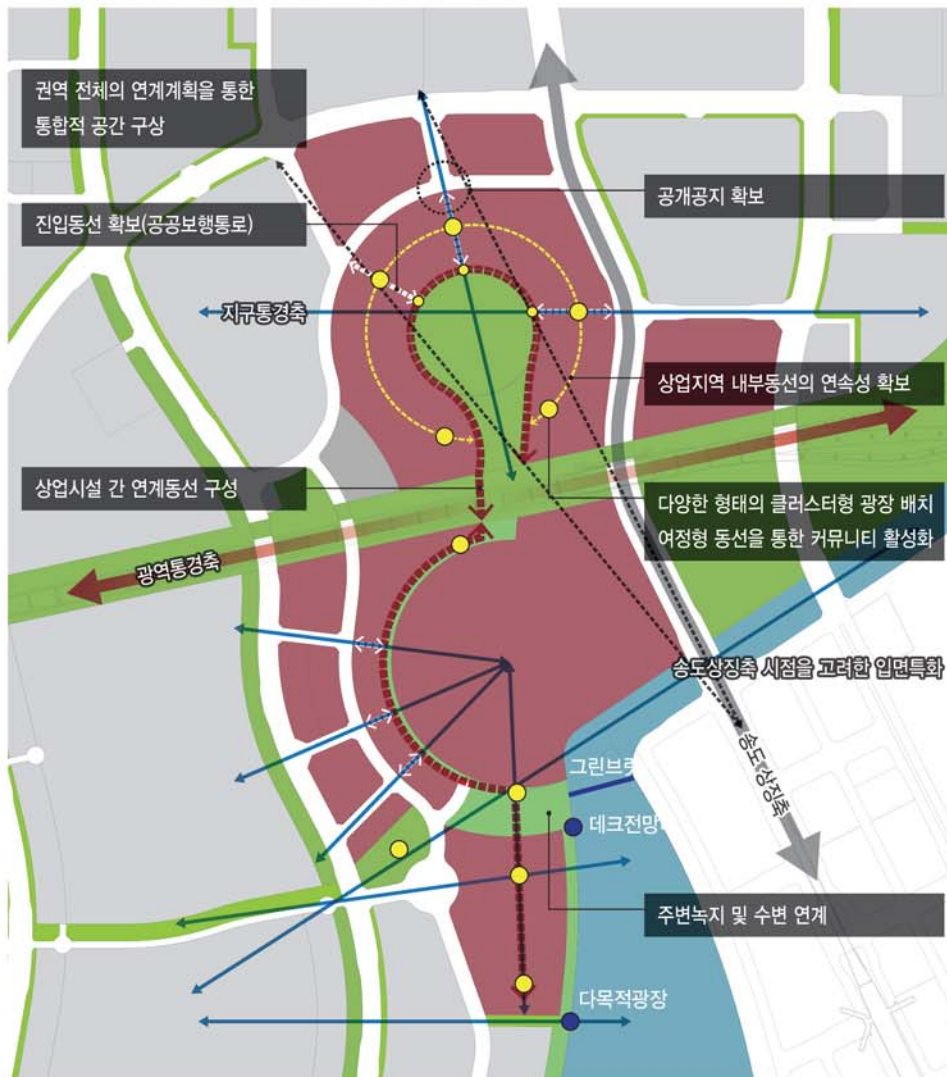 권역 전체의 연계계획을 통한
통합적 공간 구상
공개공지 확보
진입동선 확보(공공보행통로)
지구통경축
상업지역 내부동선의 연속성 확보
상업시설 간 연계동선 구성
다양한 형태의 클러스터형 광장 배치
여정형 동선을 통한 커뮤니티 활성화
광역통경축
송도상징축 시점을 고려한 입면특화
송도 상징축
그린브릿
데크전망
주변녹지 및 수변 연계
다목적광장